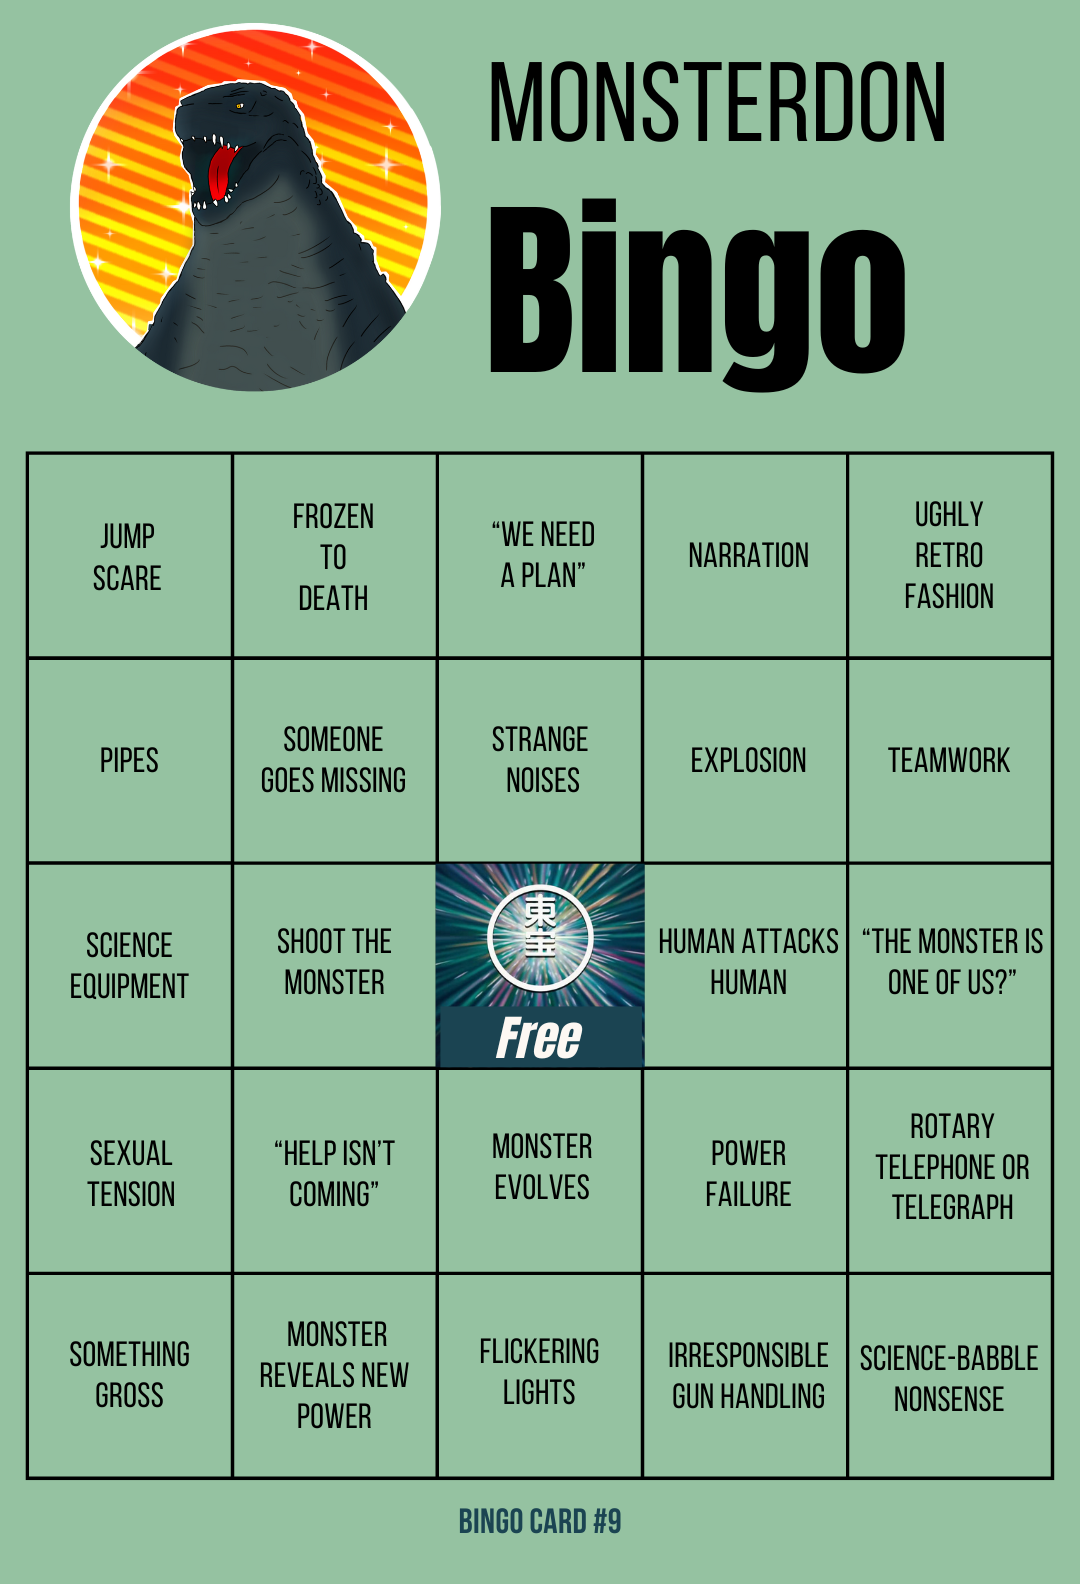 MONSTERDON
Bingo
JUMP
SCARE
FROZEN
TO
DEATH
“WE NEED
A PLAN”
NARRATION
UGHLY
RETRO
FASHION
PIPES
SOMEONE
GOES MISSING
STRANGE
NOISES
EXPLOSION
TEAMWORK
SCIENCE
EQUIPMENT
SHOOT THE
MONSTER
東宝
Free
HUMAN ATTACKS
HUMAN
“THE MONSTER IS
ONE OF US?”
SEXUAL
TENSION
“HELP ISN’T
COMING”
MONSTER
EVOLVES
POWER
FAILURE
ROTARY
TELEPHONE OR
TELEGRAPH
SOMETHING
GROSS
MONSTER
REVEALS NEW
POWER
FLICKERING
LIGHTS
IRRESPONSIBLE
GUN HANDLING
SCIENCE-BABBLE
NONSENSE
BINGO CARD #9